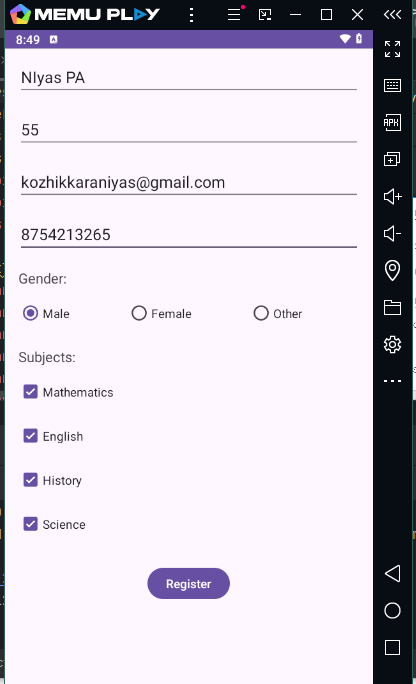 MEMU PLAY
8:49
NIyas PA
55
kozhikkaraniyas@gmail.com
8754213265
Gender:
Male Female Other
Subjects:
Mathematics
English
History
Science
Register
APK